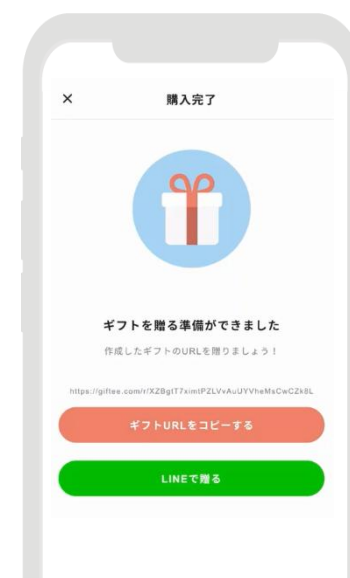 ×
購入完了
ギフトを贈る準備ができました
作成したギフトのURLを贈りましょう！
https://giftee.com/r/XZBgtT7ximtPZLVvAuUYVheMsCwCZk8L
ギフトURLをコピーする
LINEで贈る